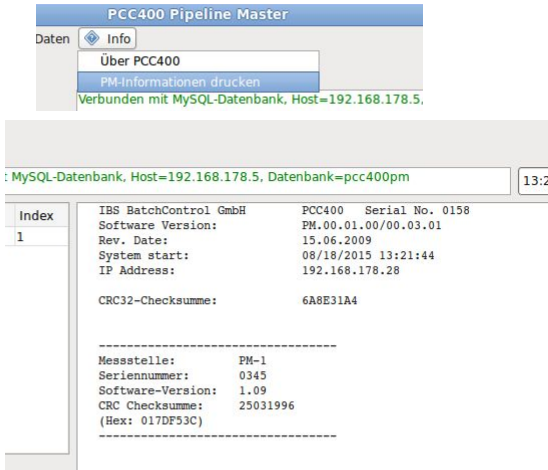 PCC400 Pipeline Master
Daten Info
Über PCC400
PM-Informationen drucken
Verbunden mit MySQL-Datenbank, Host=192.168.178.5,
t MySQL-Datenbank, Host=192.168.178.5, Datenbank=pcc400pm 13:2
Index
1
IBS BatchControl GmbH PCC400 Serial No. 0158
Software Version: PM.00.01.00/00.03.01
Rev. Date: 15.06.2009
System start: 08/18/2015 13:21:44
IP Address: 192.168.178.28
CRC32-Checksumme: 6A8E31A4
----------------------------------
Messstelle: PM-1
Seriennummer: 0345
Software-Version: 1.09
CRC Checksumme: 25031996
(Hex: 017DF53C)
----------------------------------